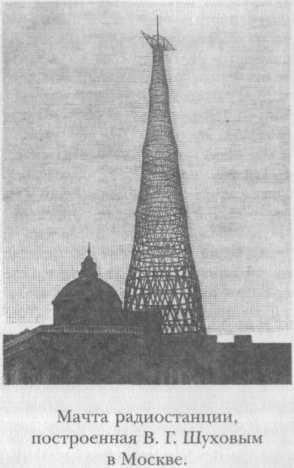 Мачта радиостанции,
построенная В. Г. Шуховым
в Москве.